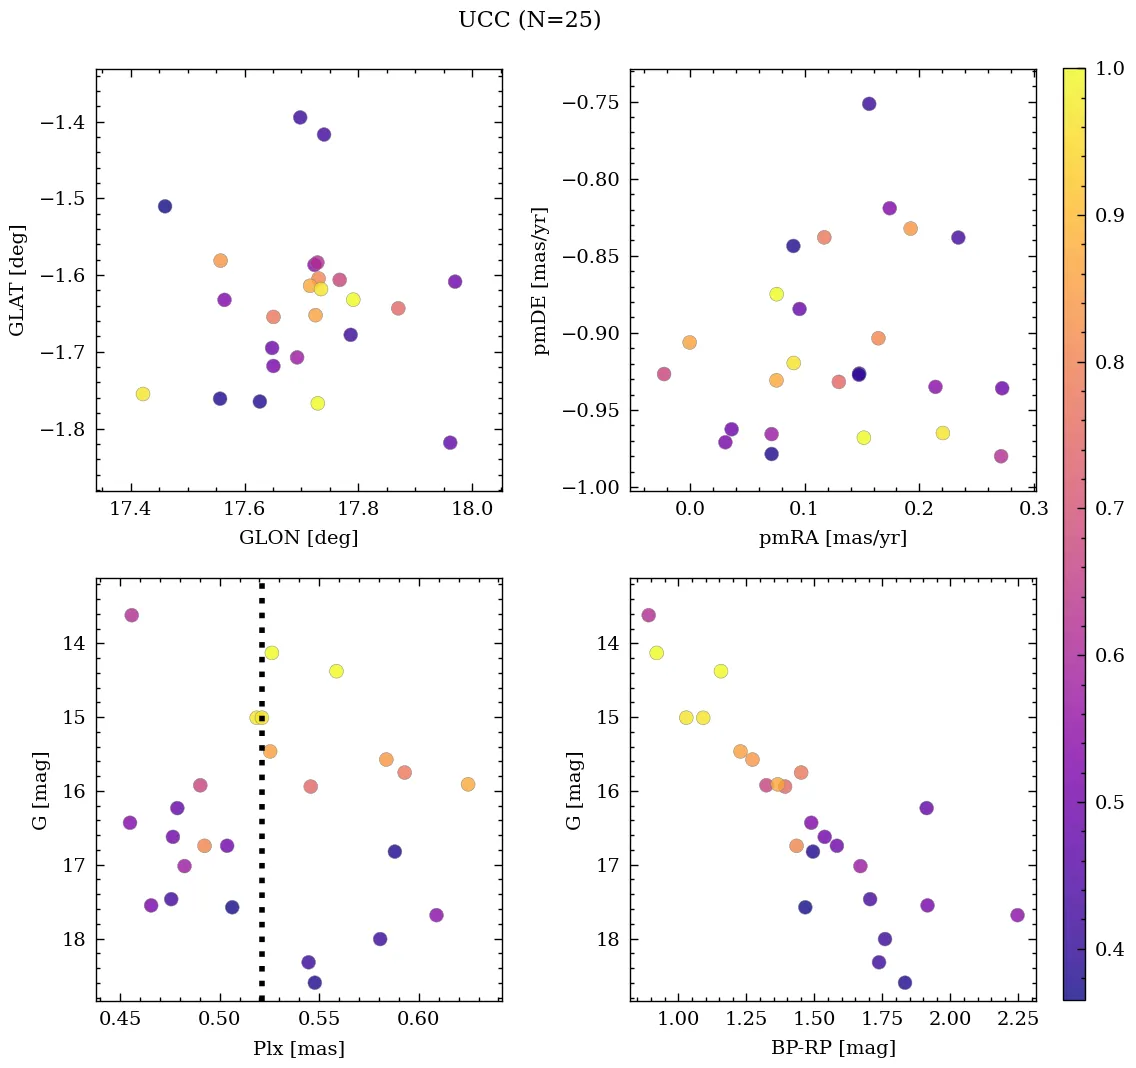 UCC (N=25)
−1.4
−1.5
−1.6
−1.7
−1.8
GLAT [deg]
17.4 17.6 17.8 18.0
GLON [deg]
−0.75
−0.80
−0.85
−0.90
−0.95
−1.00
pmDE [mas/yr]
0.0 0.1 0.2 0.3
pmRA [mas/yr]
14
15
16
17
18
G [mag]
0.45 0.50 0.55 0.60
Plx [mas]
14
15
16
17
18
G [mag]
1.00 1.25 1.50 1.75 2.00 2.25
BP-RP [mag]
1.0
0.9
0.8
0.7
0.6
0.5
0.4